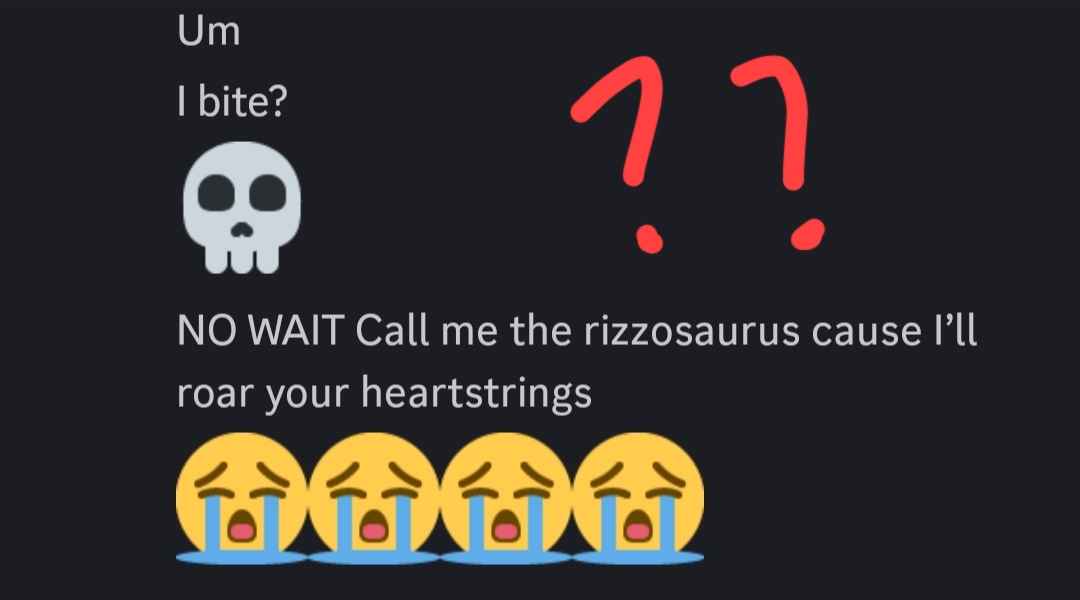 Um
I bite?
💀
? ?
NO WAIT Call me the rizzosaurus cause I’ll
roar your heartstrings
😭😭😭😭